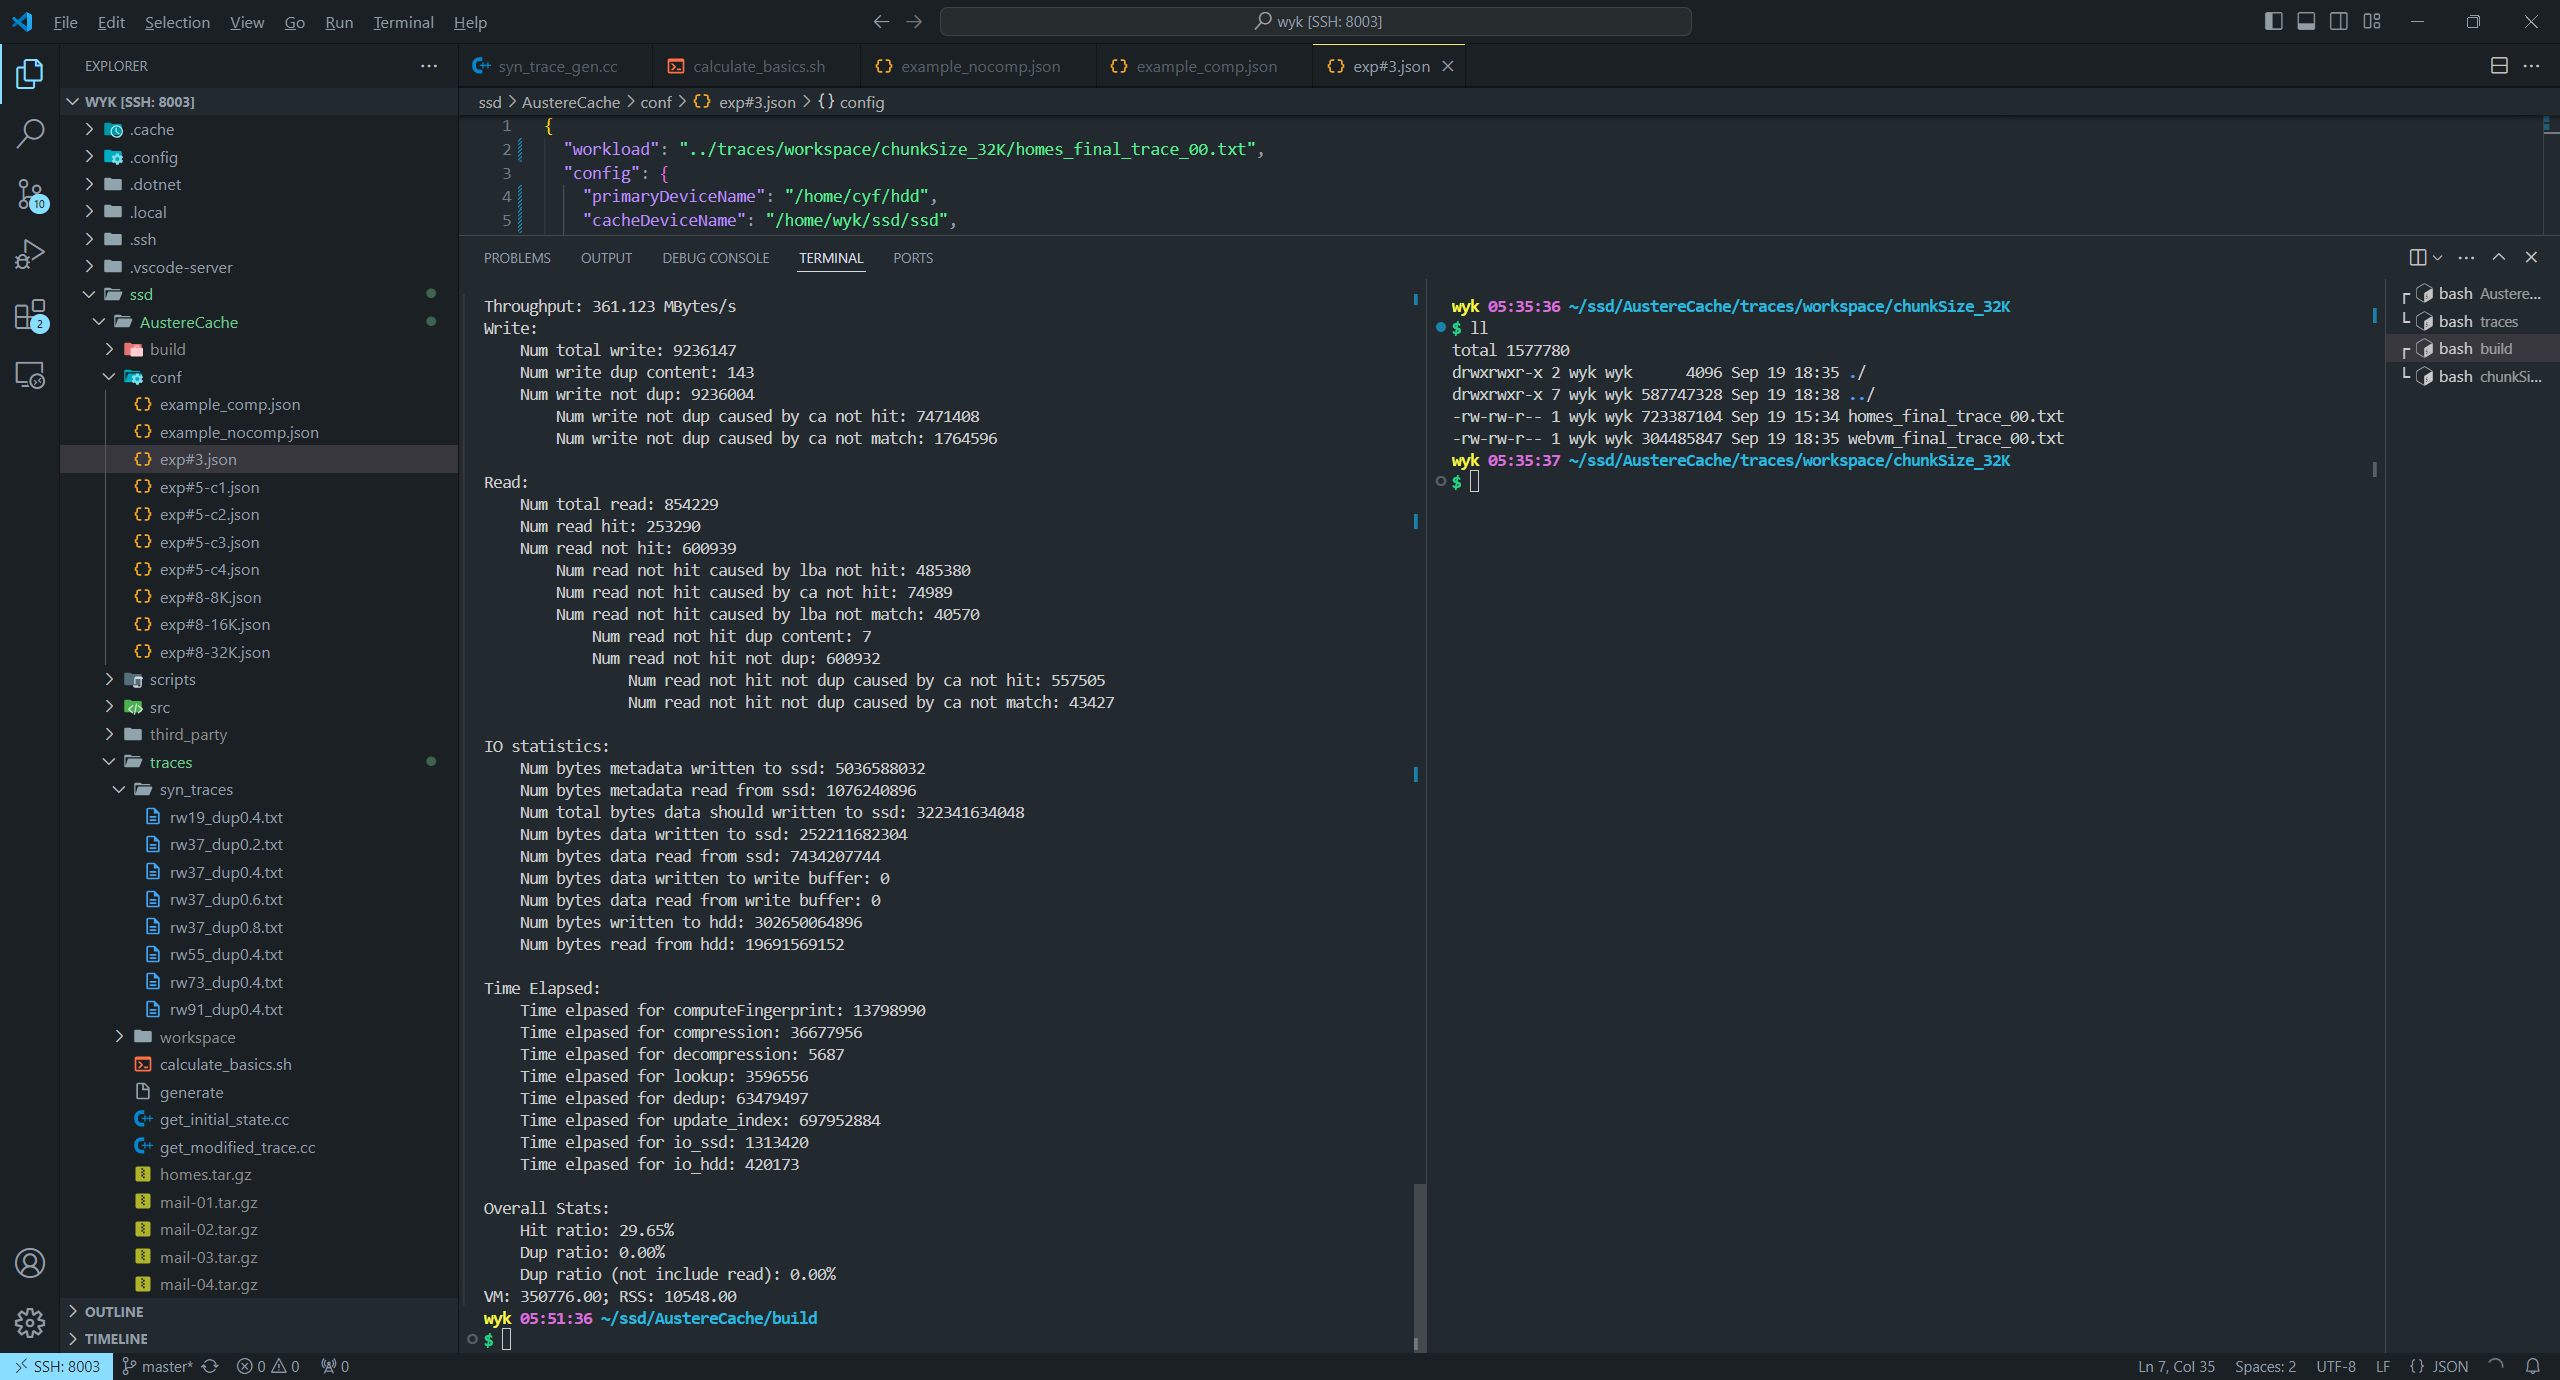 File Edit Selection View Go Run Terminal Help
wyk [SSH: 8003]
EXPLORER
WYK [SSH: 8003]
.cache
.config
.dotnet
.local
.ssh
.vscode-server
ssd
AustereCache
build
conf
example_comp.json
example_nocomp.json
exp#3.json
exp#5-c1.json
exp#5-c2.json
exp#5-c3.json
exp#5-c4.json
exp#8-8K.json
exp#8-16K.json
exp#8-32K.json
scripts
src
third_party
traces
syn_traces
rw19_dup0.4.txt
rw37_dup0.2.txt
rw37_dup0.4.txt
rw37_dup0.6.txt
rw37_dup0.8.txt
rw55_dup0.4.txt
rw73_dup0.4.txt
rw91_dup0.4.txt
workspace
calculate_basics.sh
generate
get_initial_state.cc
get_modified_trace.cc
homes.tar.gz
mail-01.tar.gz
mail-02.tar.gz
mail-03.tar.gz
mail-04.tar.gz
OUTLINE
TIMELINE
10
2
syn_trace_gen.cc calculate_basics.sh example_nocomp.json example_comp.json exp#3.json
ssd > AustereCache > conf > {} exp#3.json > {} config
1 {
2 "workload": "../traces/workspace/chunkSize_32K/homes_final_trace_00.txt",
3 "config": {
4 "primaryDeviceName": "/home/cyf/hdd",
5 "cacheDeviceName": "/home/wyk/ssd/ssd",
PROBLEMS OUTPUT DEBUG CONSOLE TERMINAL PORTS
Throughput: 361.123 MBytes/s
Write:
Num total write: 9236147
Num write dup content: 143
Num write not dup: 9236004
Num write not dup caused by ca not hit: 7471408
Num write not dup caused by ca not match: 1764596
Read:
Num total read: 854229
Num read hit: 253290
Num read not hit: 600939
Num read not hit caused by lba not hit: 485380
Num read not hit caused by ca not hit: 74989
Num read not hit caused by lba not match: 40570
Num read not hit dup content: 7
Num read not hit not dup: 600932
Num read not hit not dup caused by ca not hit: 557505
Num read not hit not dup caused by ca not match: 43427
IO statistics:
Num bytes metadata written to ssd: 5036588032
Num bytes metadata read from ssd: 1076240896
Num total bytes data should written to ssd: 322341634048
Num bytes data written to ssd: 252211682304
Num bytes data read from ssd: 7434207744
Num bytes data written to write buffer: 0
Num bytes data read from write buffer: 0
Num bytes written to hdd: 302650064896
Num bytes read from hdd: 19691569152
Time Elapsed:
Time elpased for computeFingerprint: 13798990
Time elpased for compression: 36677956
Time elpased for decompression: 5687
Time elpased for lookup: 3596556
Time elpased for dedup: 63479497
Time elpased for update_index: 697952884
Time elpased for io_ssd: 1313420
Time elpased for io_hdd: 420173
Overall Stats:
Hit ratio: 29.65%
Dup ratio: 0.00%
Dup ratio (not include read): 0.00%
VM: 350776.00; RSS: 10548.00
wyk 05:51:36 ~/ssd/AustereCache/build
$
wyk 05:35:36 ~/ssd/AustereCache/traces/workspace/chunkSize_32K
$ ll
total 1577780
drwxrwxr-x 2 wyk wyk 4096 Sep 19 18:35 ./
drwxrwxr-x 7 wyk wyk 587747328 Sep 19 18:38 ../
-rw-rw-r-- 1 wyk wyk 723387104 Sep 19 15:34 homes_final_trace_00.txt
-rw-rw-r-- 1 wyk wyk 304485847 Sep 19 18:35 webvm_final_trace_00.txt
wyk 05:35:37 ~/ssd/AustereCache/traces/workspace/chunkSize_32K
$
bash Austere...
bash traces
bash build
bash chunkSi...
SSH: 8003 master* 0 0 0
Ln 7, Col 35 Spaces: 2 UTF-8 LF {} JSON